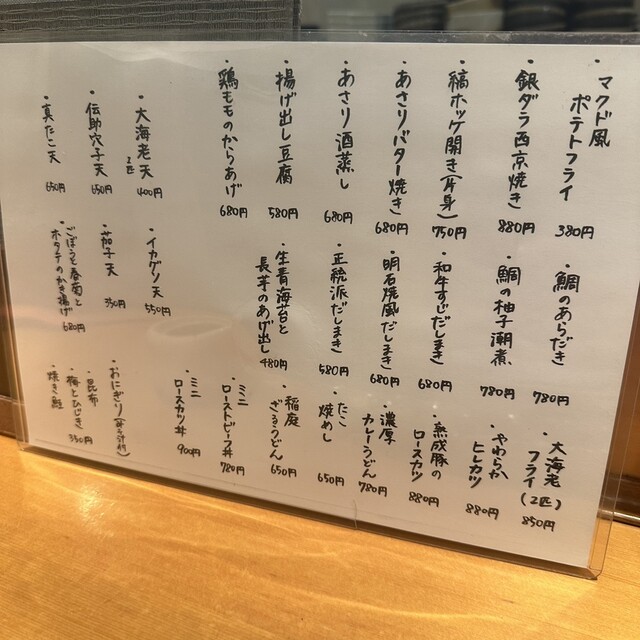 ・マクド風
ポテトフライ
380円
・銀ダラ西京焼き
880円
・縞ホッケ開き(片身)
750円
・あさりバター焼き
680円
・あさり酒蒸し
680円
・揚げ出し豆腐
580円
・鶏モモのからあげ
680円
・大海老天
2匹
400円
・伝助穴子天
650円
・真たこ天
650円
・鯛のあらだき
780円
・鯛の柚子潮煮
780円
・和牛すじだしまき
680円
・明石焼風だしまき
680円
・正統派だしまき
580円
・生青海苔と
長芋のあげ出し
480円
・イカゲソ天
550円
・茄子天
350円
・ごぼうと春菊と
ホタテのかき揚げ
680円
・大海老
フライ(2匹)
850円
・やわらか
ヒレカツ
880円
・熟成豚の
ロースカツ
880円
・濃厚
カレーうどん
780円
・たこ
焼めし
650円
・稲庭
ざるうどん
650円
・ミニ
ローストビーフ丼
780円
・ミニ
ロースカツ丼
900円
・おにぎり
・昆布
・梅とひじき
・焼き鮭
350円